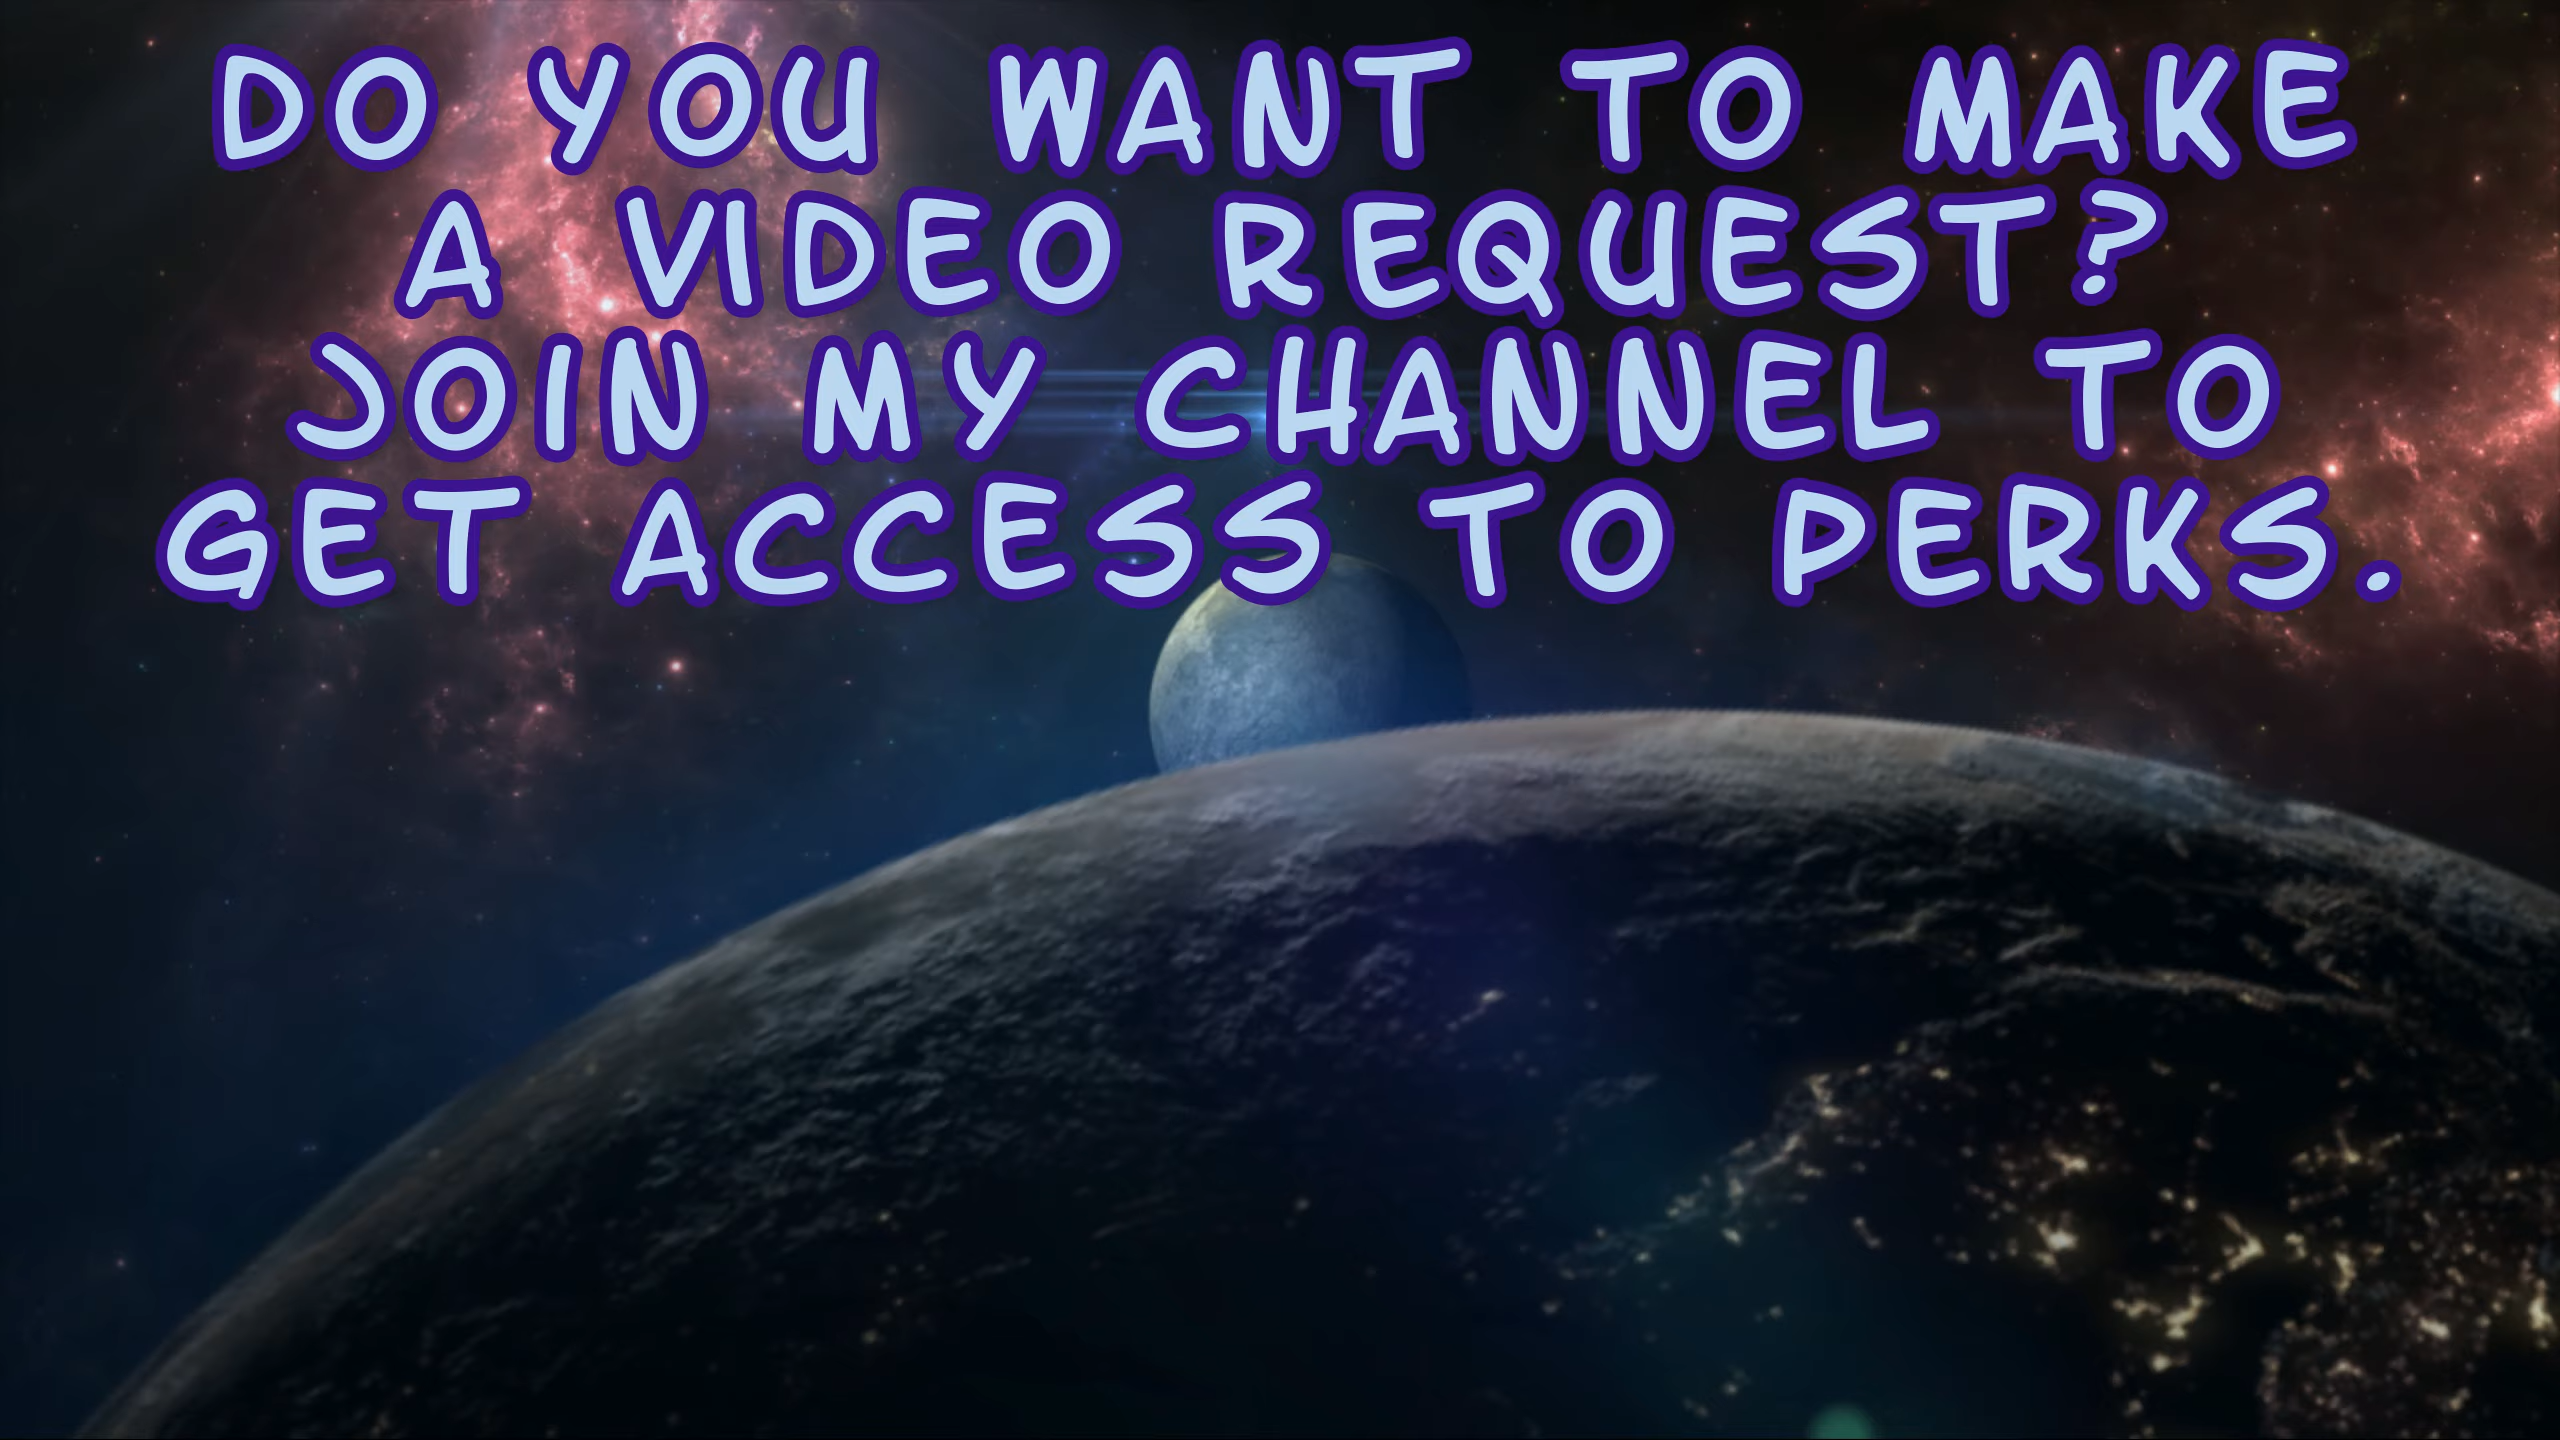 DO YOU WANT TO MAKE
A VIDEO REQUEST?
JOIN MY CHANNEL TO
GET ACCESS TO PERKS.